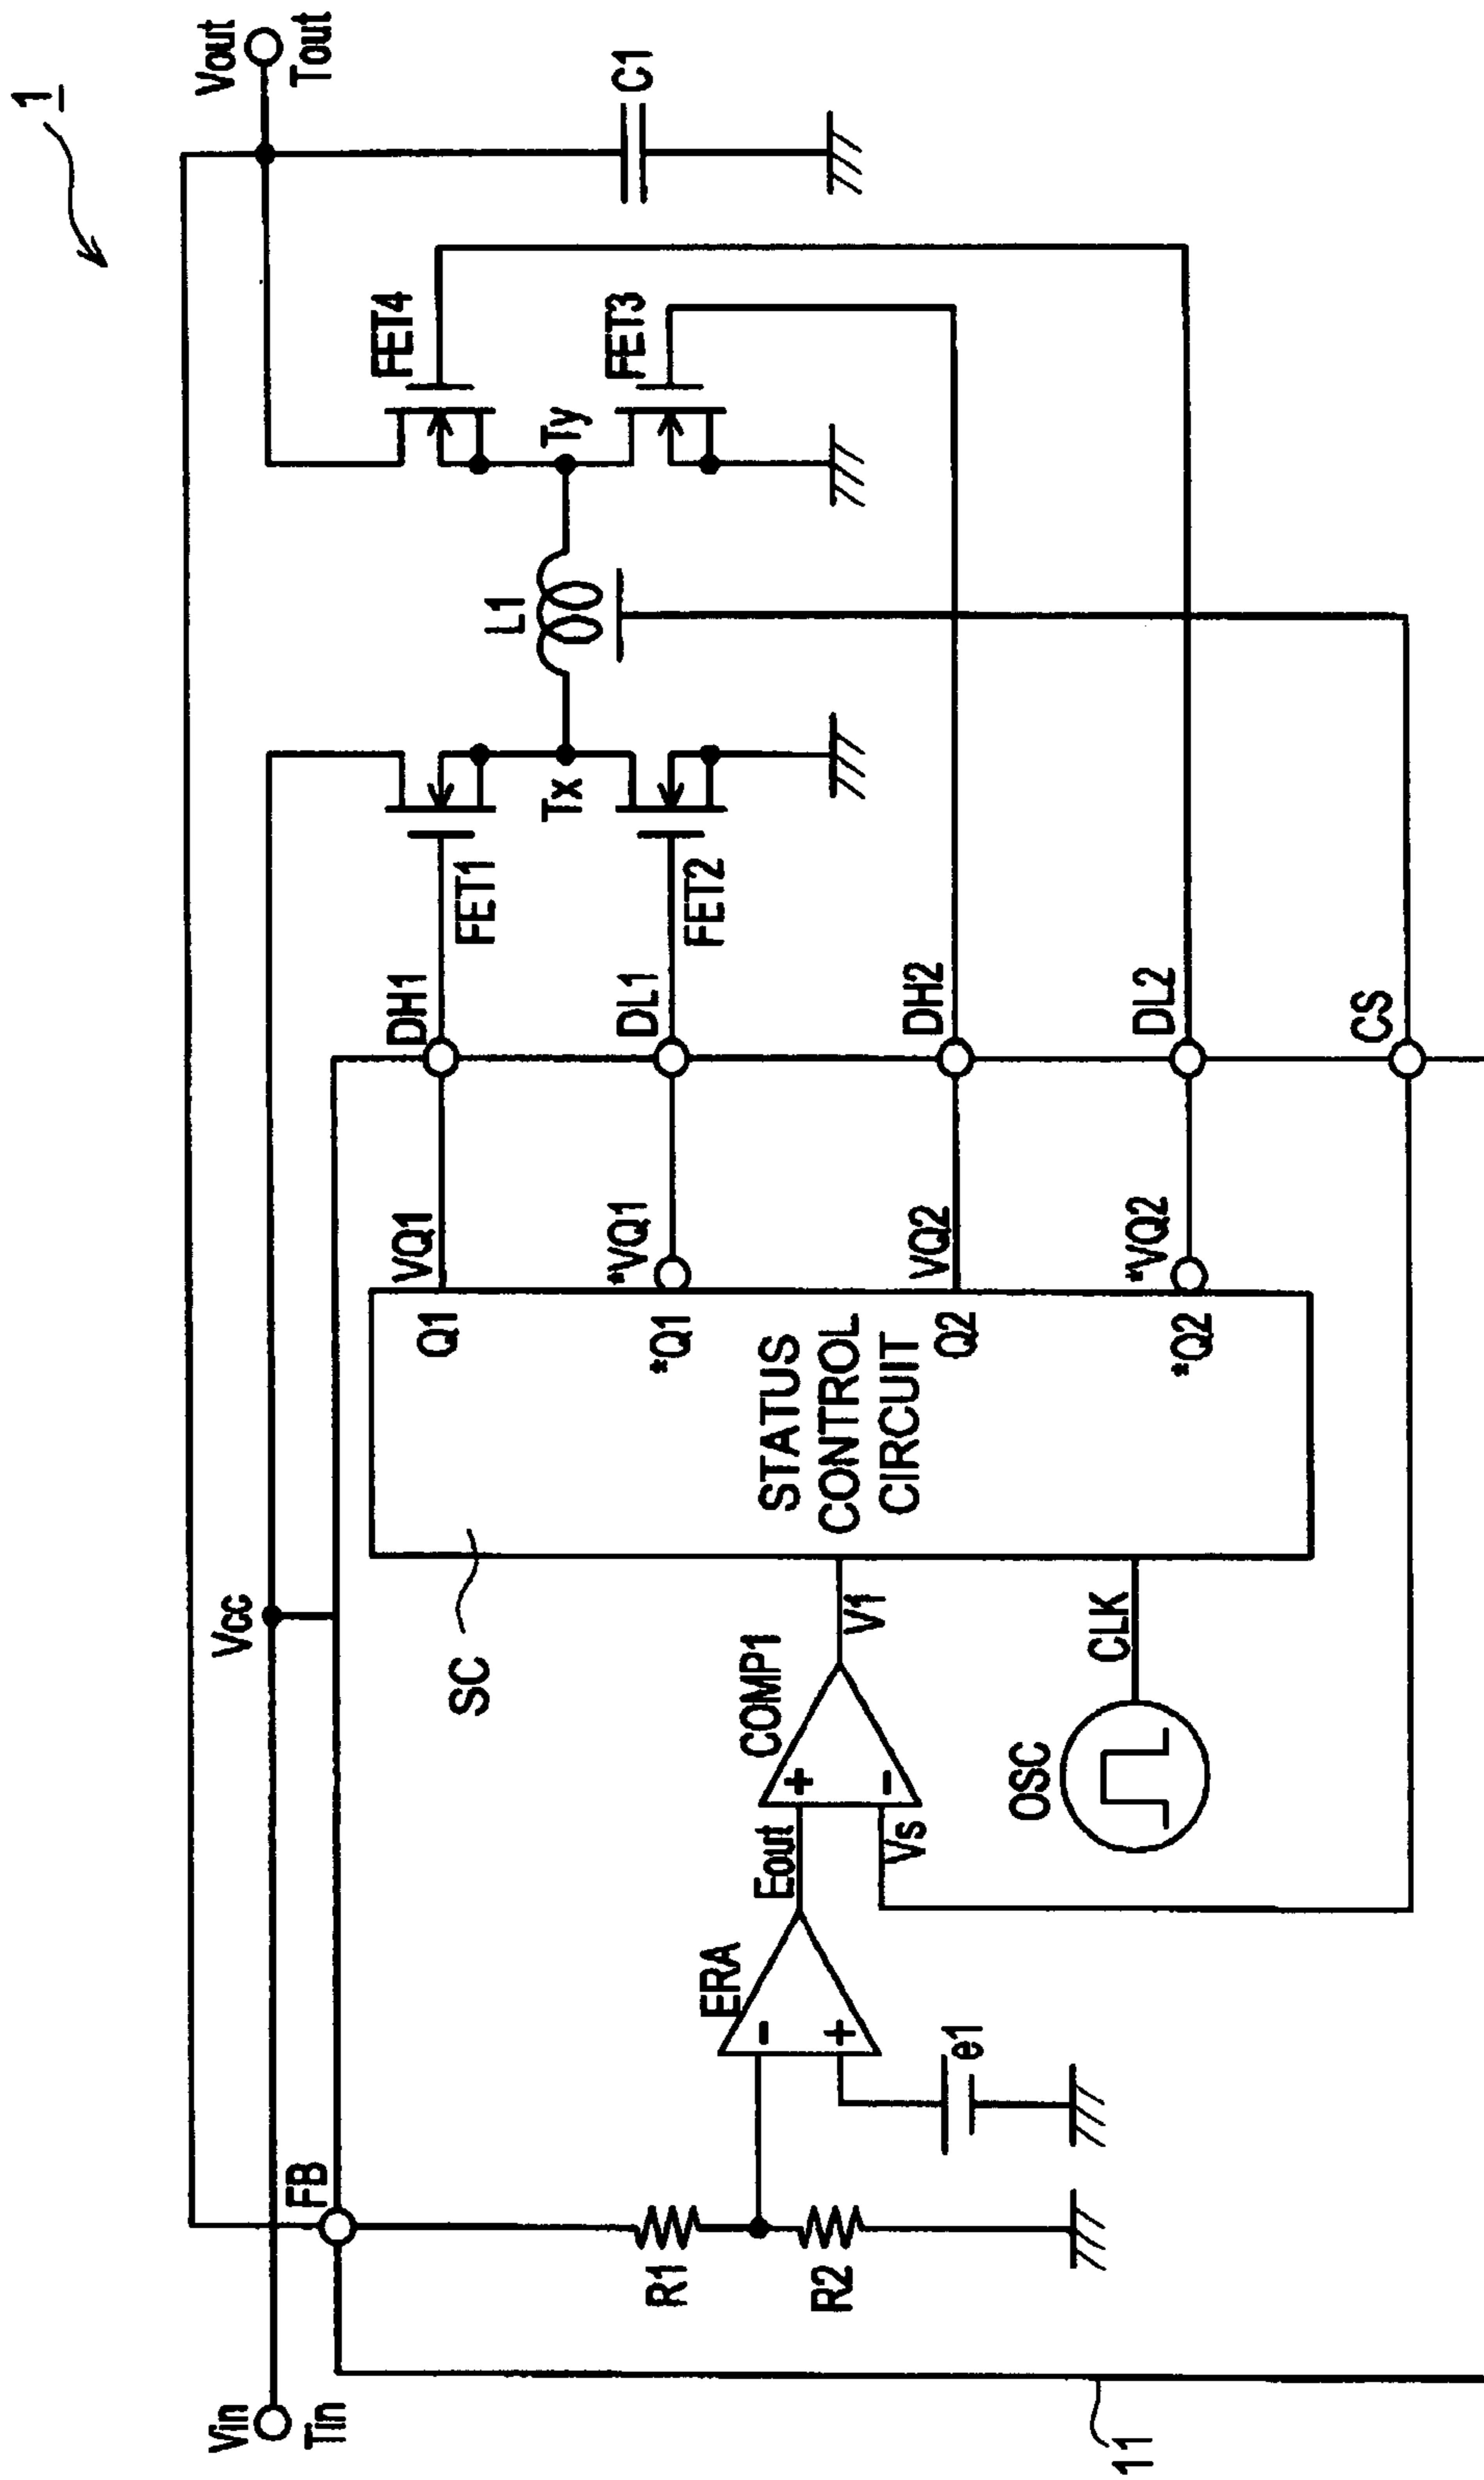 1
Vin
Tin
Vcc
Vout
Tout
FB
SC
VQ1
DH1
FET1
FET4
Q1
*VQ1
DL1
FET2
Tx
L1
Ty
FET3
C1
*Q1
R1
R2
ERA
-
+
e1
Eout
COMP1
+
-
Vs
V1
STATUS
CONTROL
CIRCUIT
VQ2
DH2
Q2
OSC
CLK
*VQ2
DL2
*Q2
CS
11